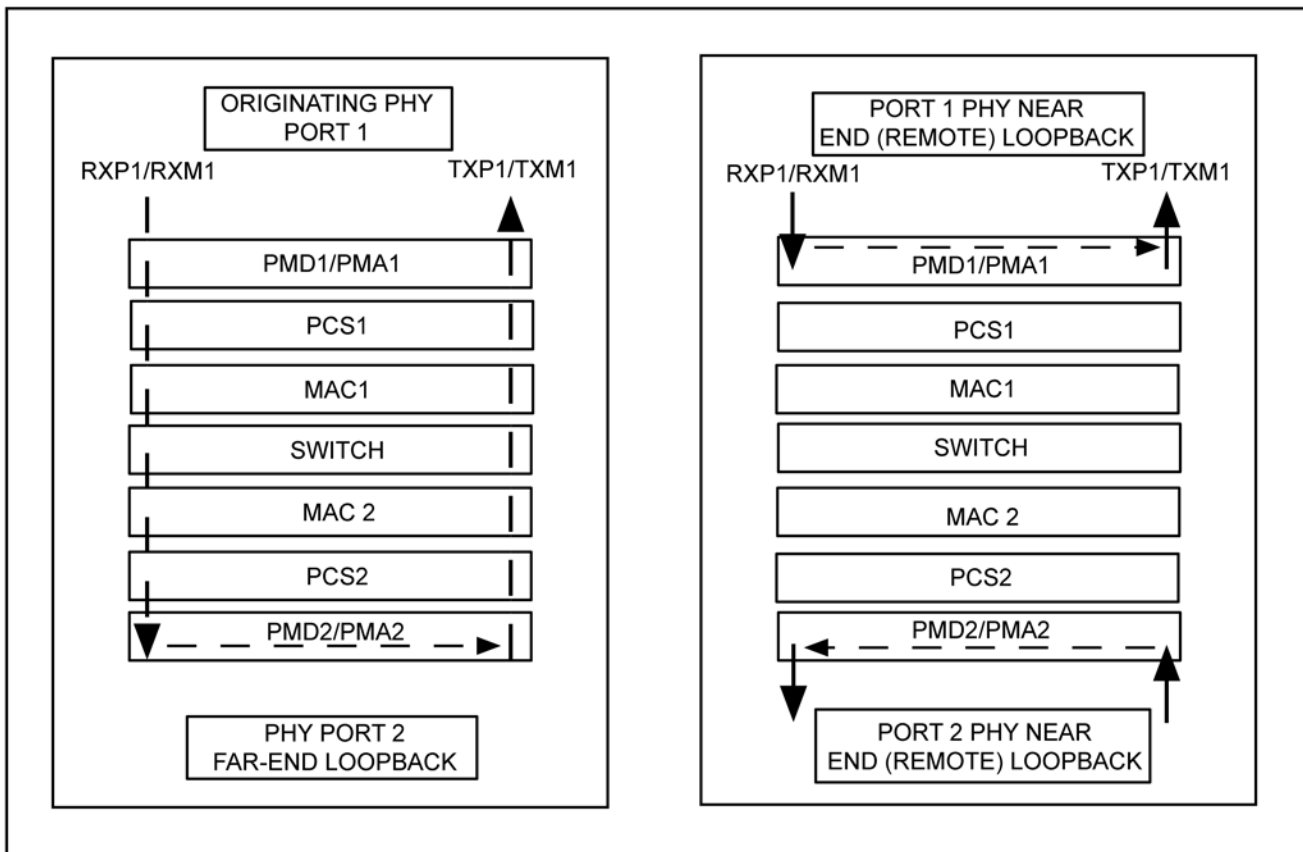 ORIGINATING PHY
PORT 1
RXP1/RXM1
TXP1/TXM1
PMD1/PMA1
PCS1
MAC1
SWITCH
MAC 2
PCS2
PMD2/PMA2
PHY PORT 2
FAR-END LOOPBACK
PORT 1 PHY NEAR
END (REMOTE) LOOPBACK
RXP1/RXM1
TXP1/TXM1
PMD1/PMA1
PCS1
MAC1
SWITCH
MAC 2
PCS2
PMD2/PMA2
PORT 2 PHY NEAR
END (REMOTE) LOOPBACK